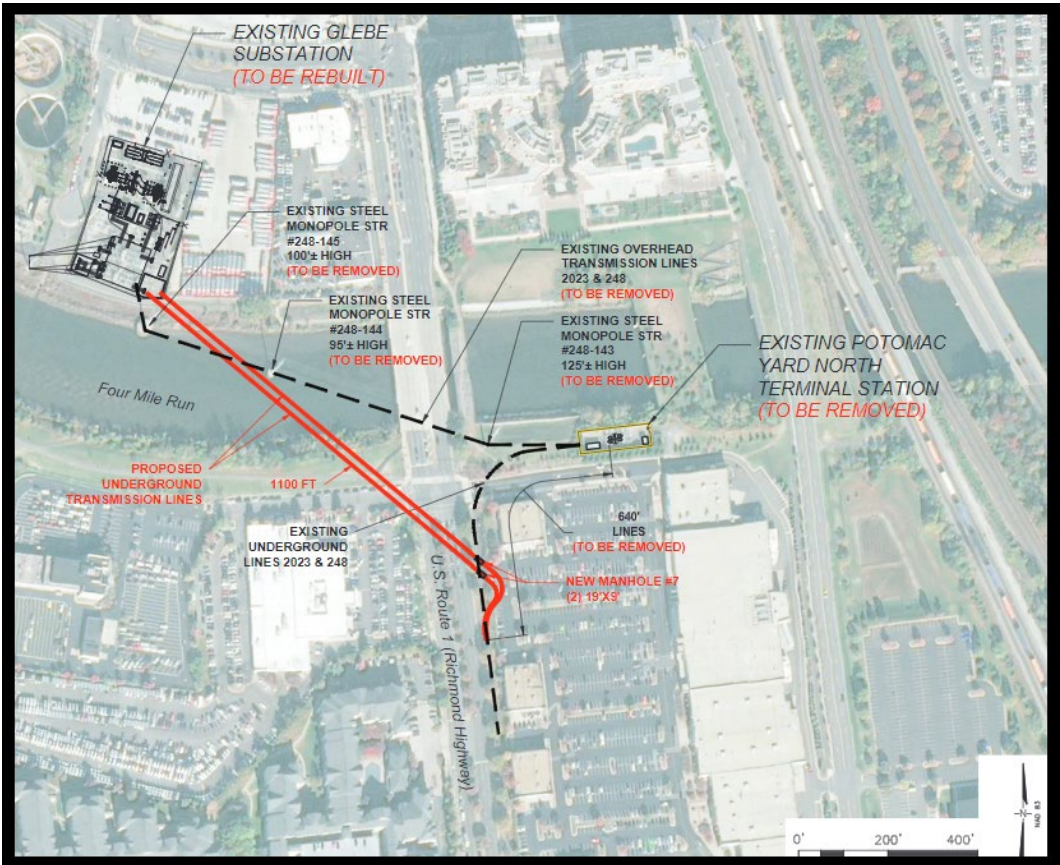 EXISTING GLEBE
SUBSTATION
(TO BE REBUILT)
EXISTING STEEL
MONOPOLE STR
#248-145
100'± HIGH
(TO BE REMOVED)
EXISTING STEEL
MONOPOLE STR
#248-144
95'± HIGH
(TO BE REMOVED)
EXISTING OVERHEAD
TRANSMISSION LINES
2023 & 248
(TO BE REMOVED)
EXISTING STEEL
MONOPOLE STR
#248-143
125'± HIGH
(TO BE REMOVED)
EXISTING POTOMAC
YARD NORTH
TERMINAL STATION
(TO BE REMOVED)
Four Mile Run
PROPOSED
UNDERGROUND
TRANSMISSION LINES
1100 FT
EXISTING
UNDERGROUND
LINES 2023 & 248
640'
LINES
(TO BE REMOVED)
NEW MANHOLE #7
(2) 19'X9'
U.S. Route 1 (Richmond Highway)
0' 200' 400'
N
NAD 83